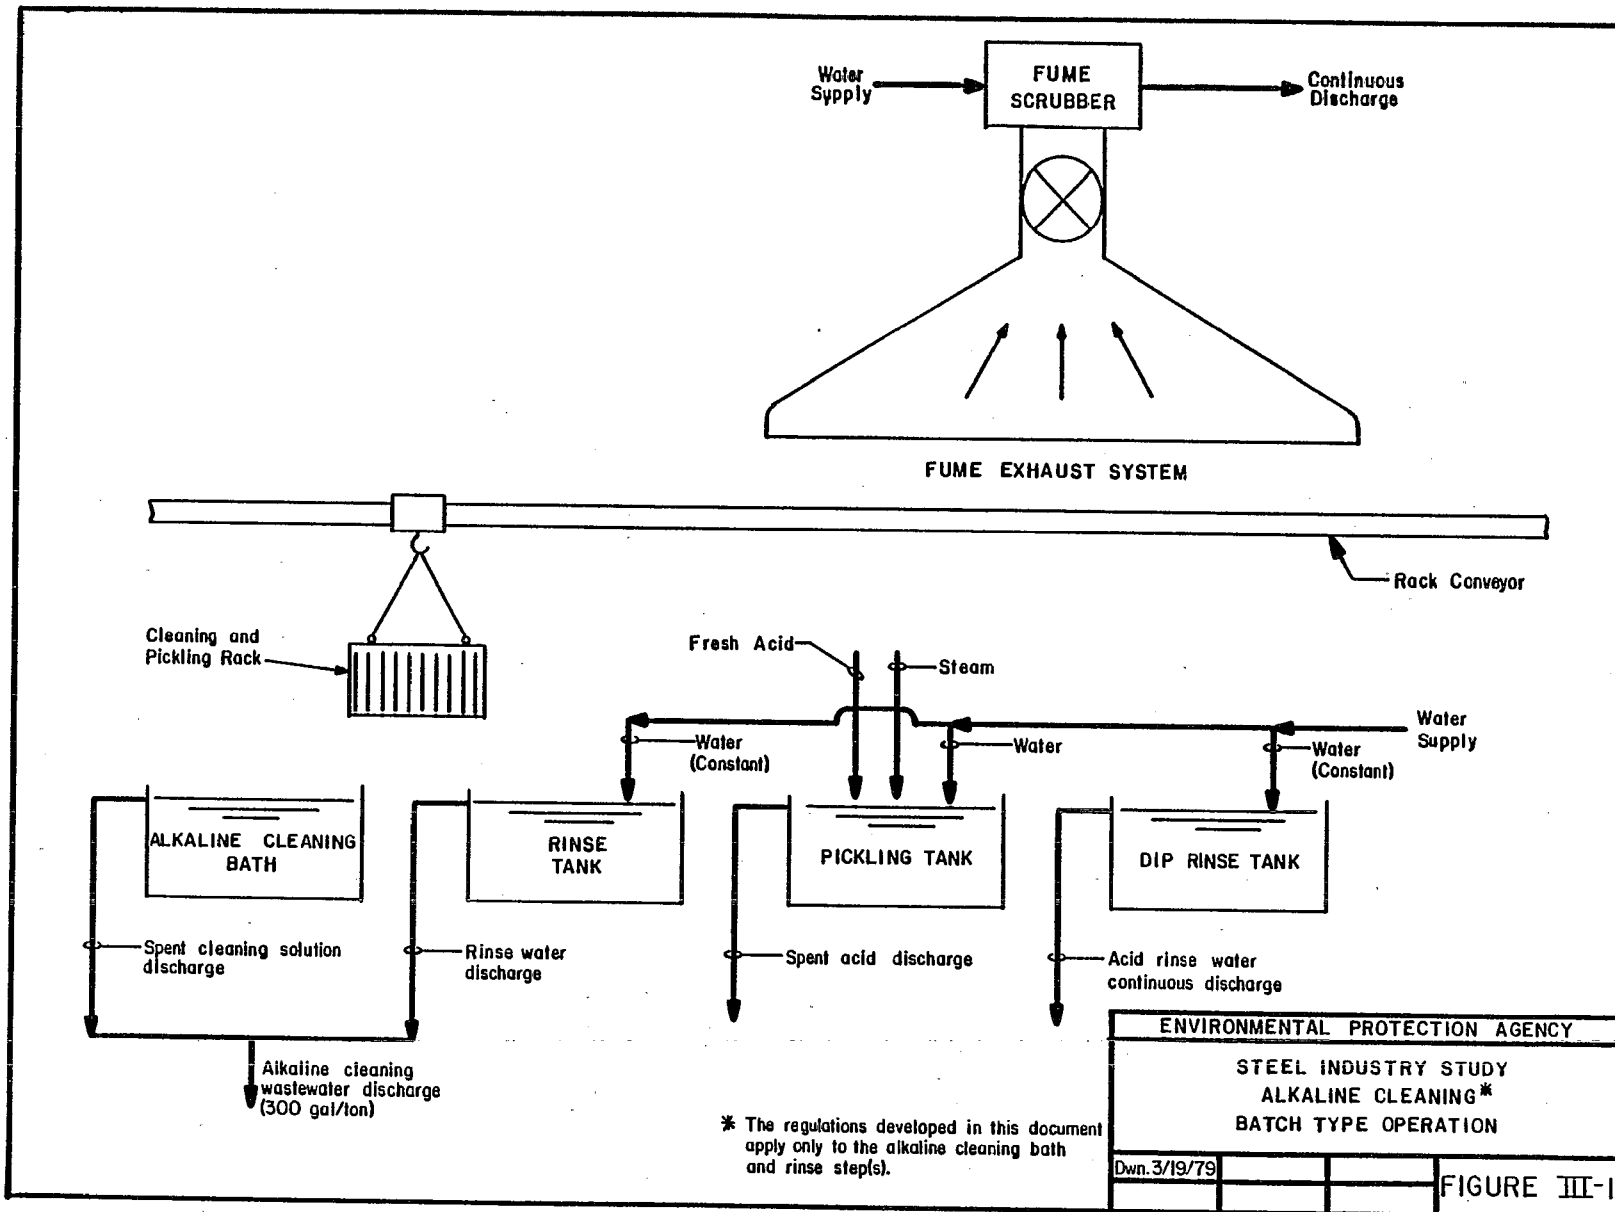 Water
Sypply
FUME
SCRUBBER
Continuous
Discharge
FUME EXHAUST SYSTEM
Rack Conveyor
Cleaning and
Pickling Rack
Fresh Acid
Steam
Water
(Constant)
Water
Water
(Constant)
Water
Supply
ALKALINE CLEANING
BATH
RINSE
TANK
PICKLING TANK
DIP RINSE TANK
Spent cleaning solution
discharge
Rinse water
discharge
Spent acid discharge
Acid rinse water
continuous discharge
Alkaline cleaning
wastewater discharge
(300 gal/ton)
* The regulations developed in this document
apply only to the alkaline cleaning bath
and rinse step(s).
ENVIRONMENTAL PROTECTION AGENCY
STEEL INDUSTRY STUDY
ALKALINE CLEANING*
BATCH TYPE OPERATION
Dwn. 3/19/79
FIGURE III-1